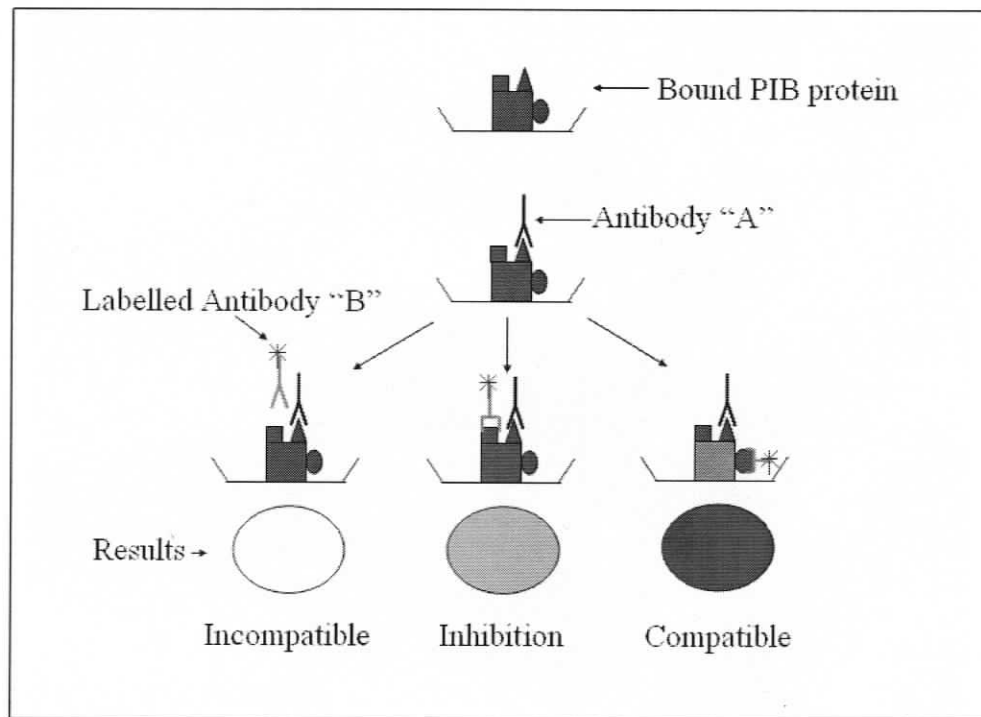 Bound PIB protein
Antibody “A”
Labelled Antibody “B”
Results
Incompatible
Inhibition
Compatible